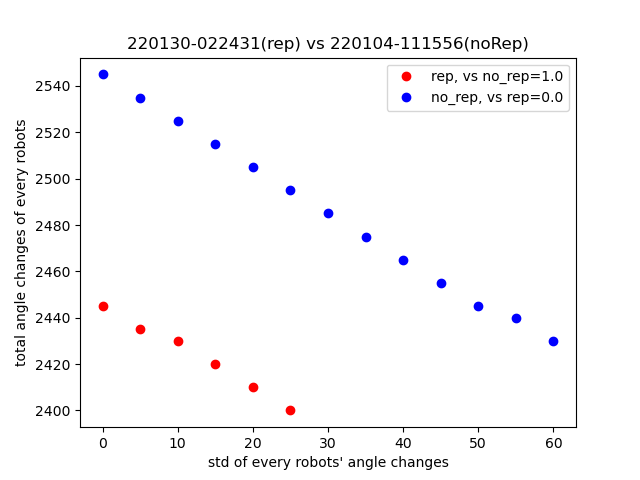 220130-022431(rep) vs 220104-111556(noRep)
rep, vs no_rep=1.0
no_rep, vs rep=0.0
total angle changes of every robots
2540
2520
2500
2480
2460
2440
2420
2400
0 10 20 30 40 50 60
std of every robots' angle changes